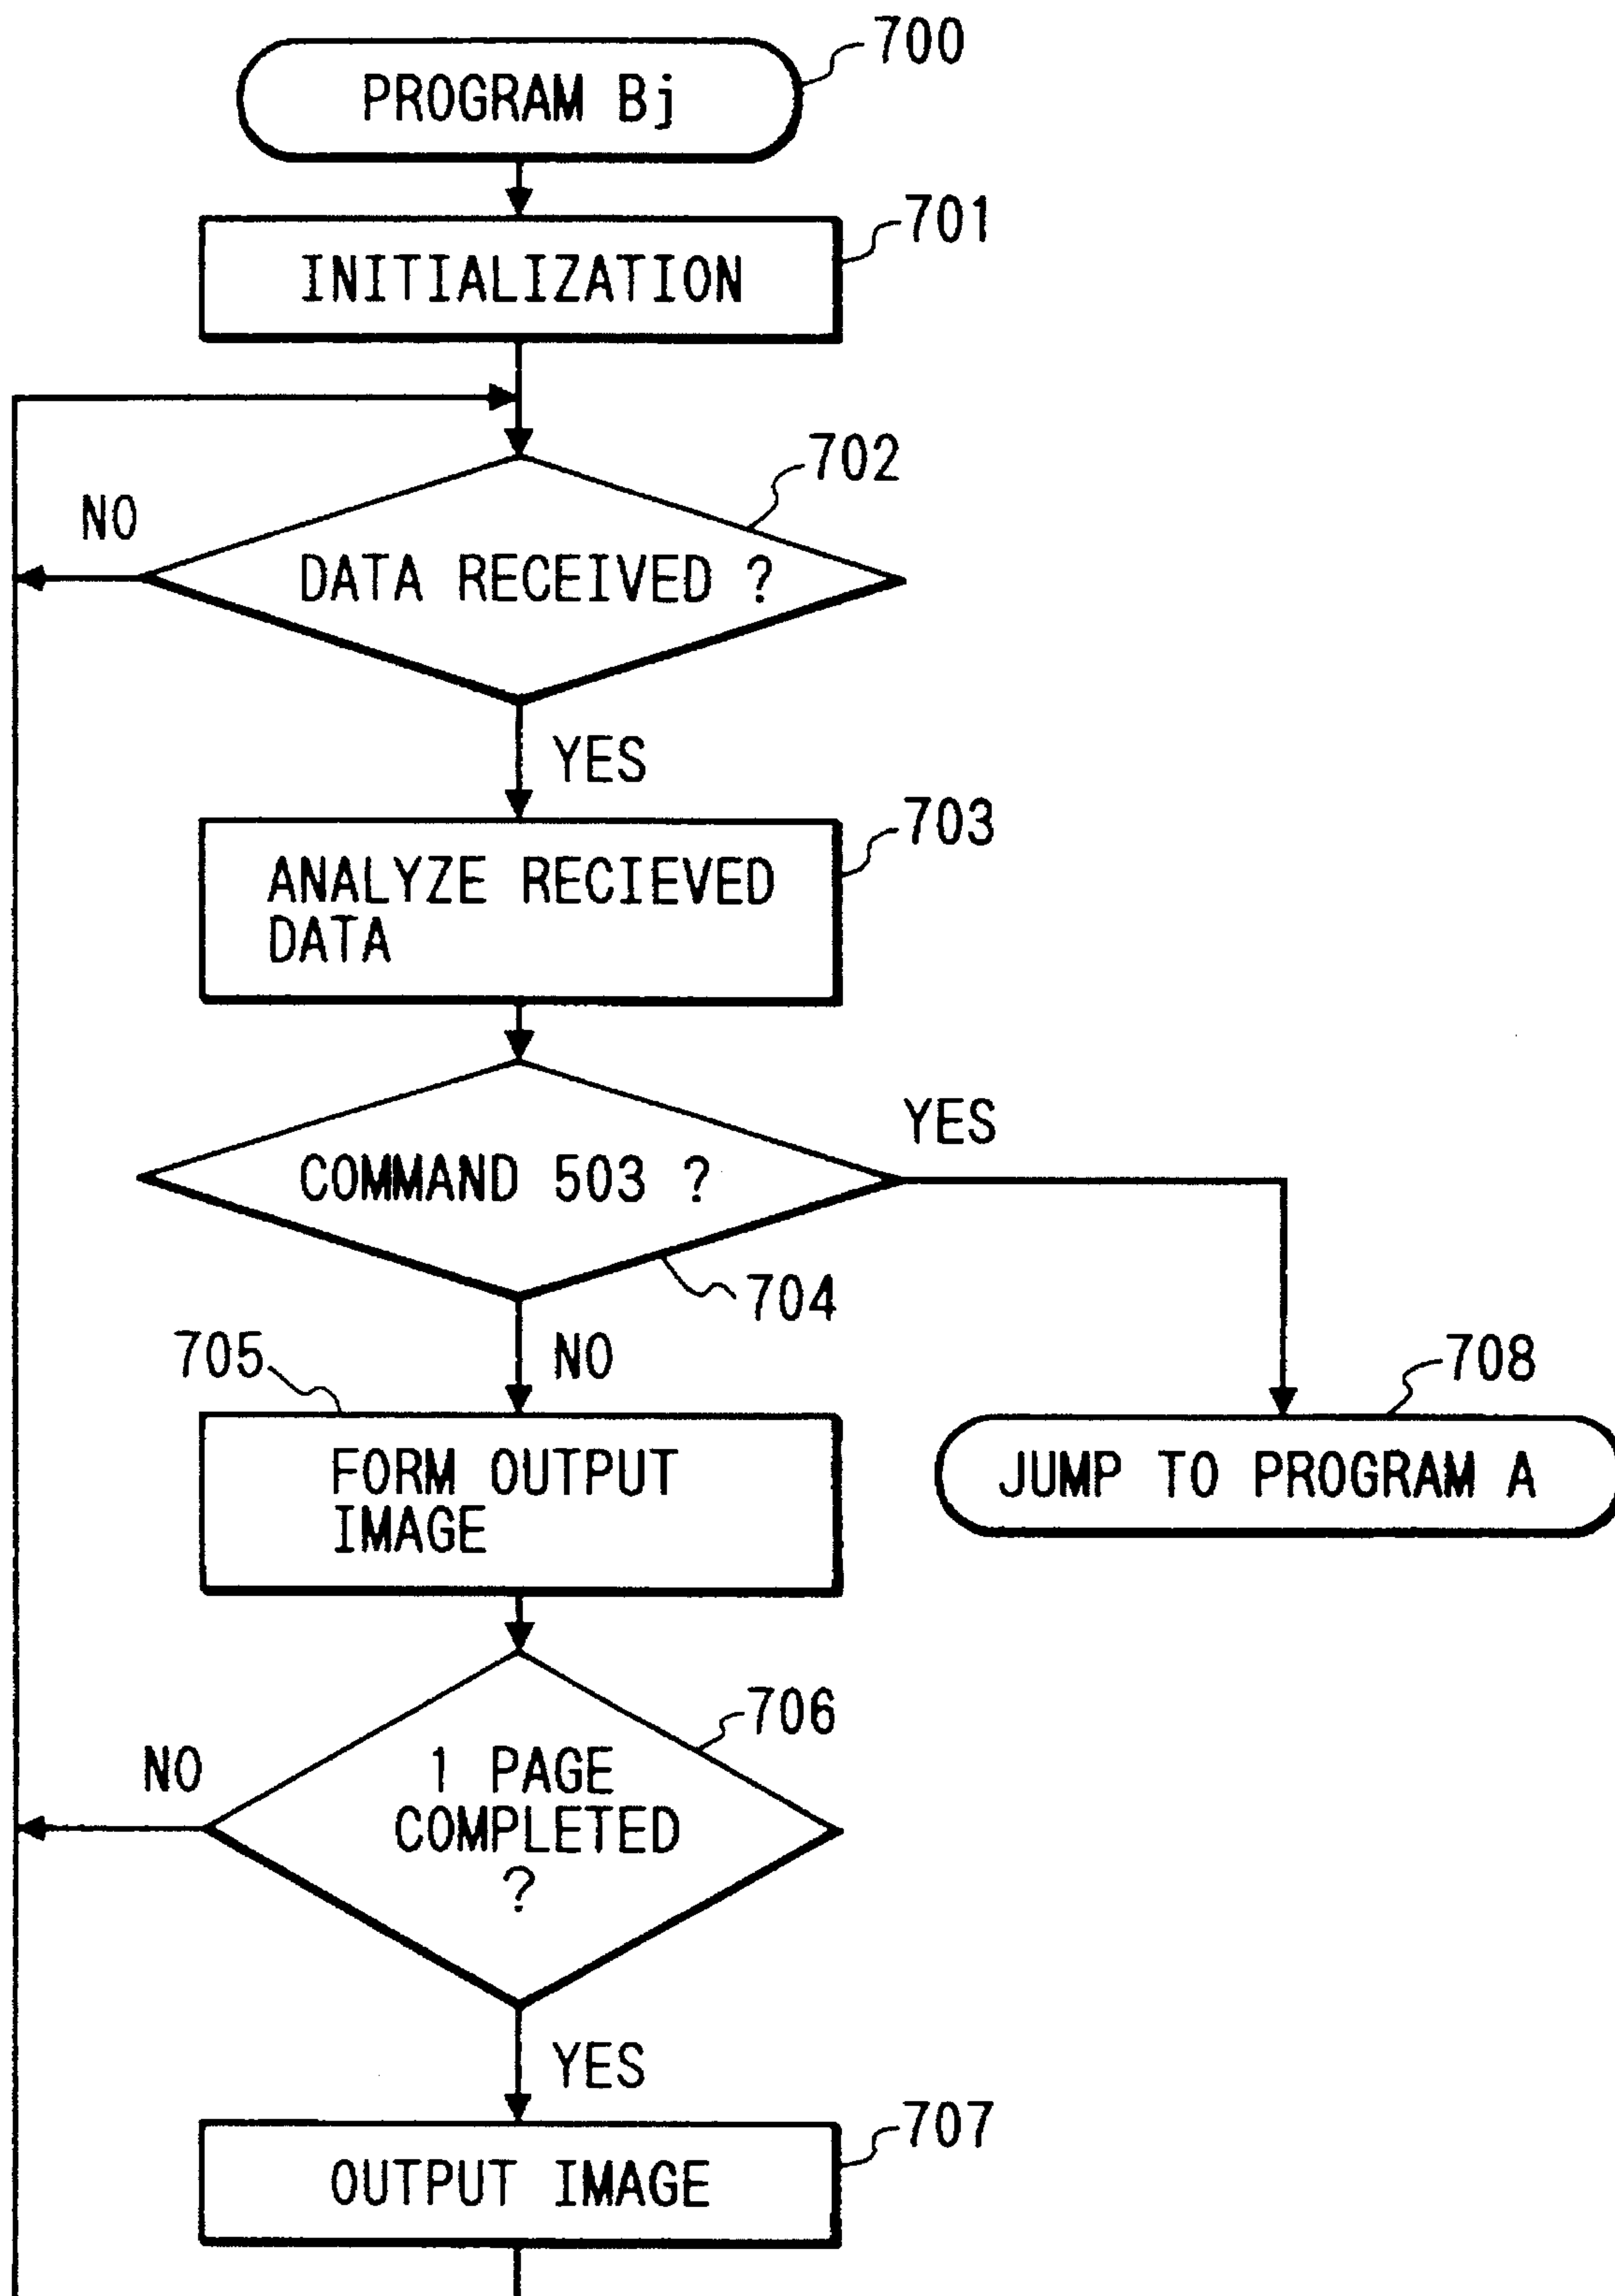 700
PROGRAM Bj
701
INITIALIZATION
702
NO
DATA RECEIVED ?
YES
703
ANALYZE RECIEVED
DATA
YES
COMMAND 503 ?
704
705
NO
708
FORM OUTPUT
IMAGE
JUMP TO PROGRAM A
706
NO
1 PAGE
COMPLETED
?
YES
707
OUTPUT IMAGE